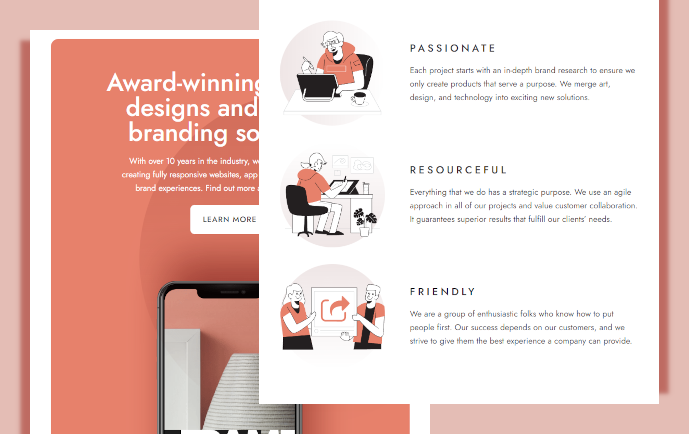 Award-winning
designs and
branding so
With over 10 years in the industry, w
creating fully responsive websites, app
brand experiences. Find out more a
LEARN MORE
PASSIONATE
Each project starts with an in-depth brand research to ensure we
only create products that serve a purpose. We merge art,
design, and technology into exciting new solutions.
RESOURCEFUL
Everything that we do has a strategic purpose. We use an agile
approach in all of our projects and value customer collaboration.
It guarantees superior results that fulfill our clients' needs.
FRIENDLY
We are a group of enthusiastic folks who know how to put
people first. Our success depends on our customers, and we
strive to give them the best experience a company can provide.